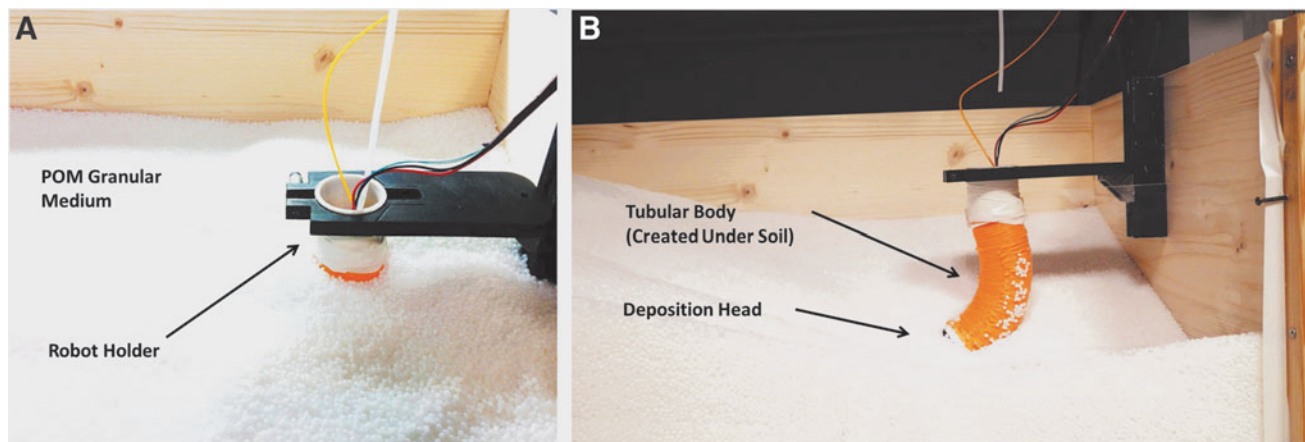 A
POM Granular
Medium
Robot Holder
B
Tubular Body
(Created Under Soil)
Deposition Head